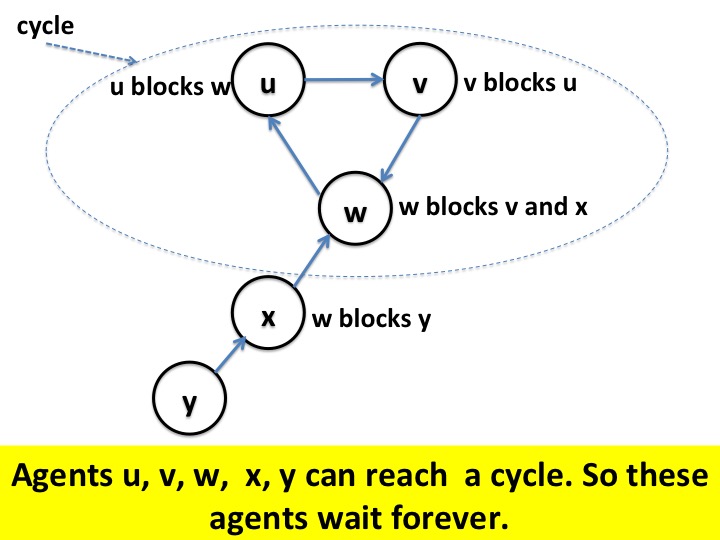 cycle
u blocks w
u
v
v blocks u
w
w blocks v and x
x
w blocks y
y
Agents u, v, w, x, y can reach a cycle. So these
agents wait forever.